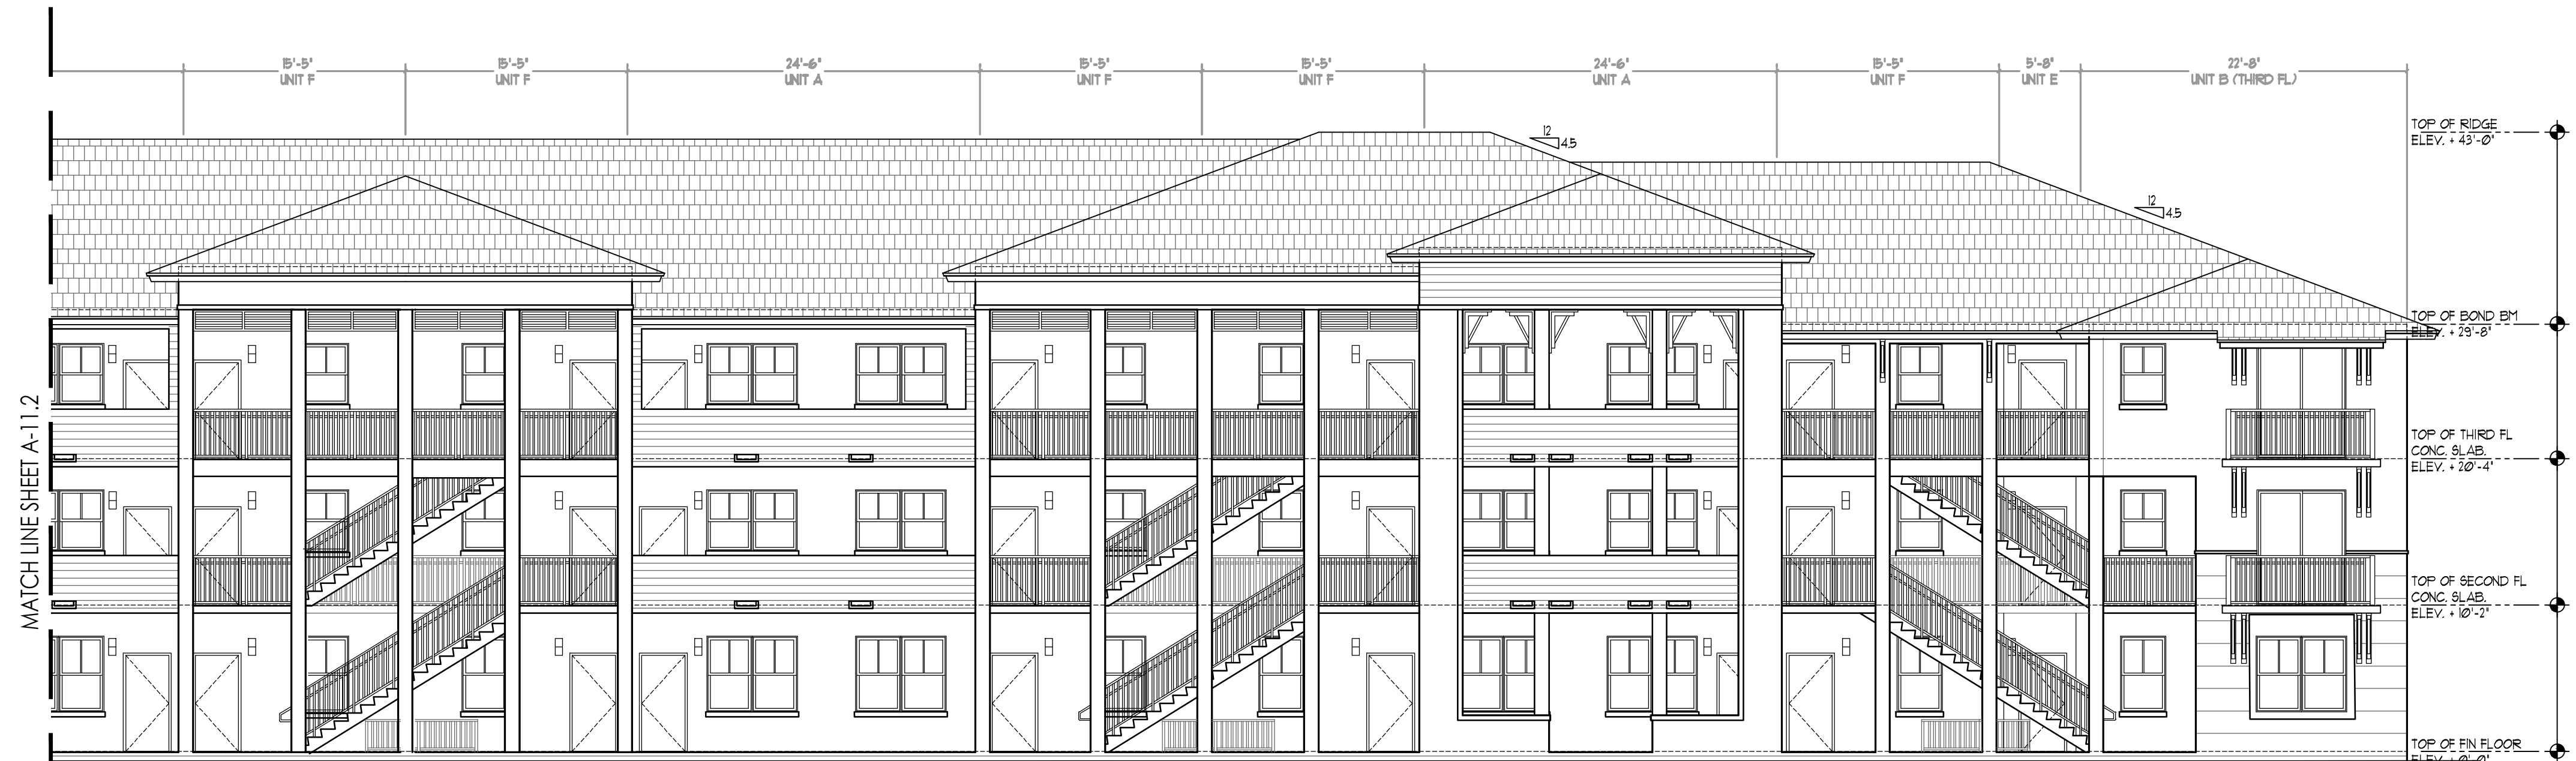 15'-5"
UNIT F
15'-5"
UNIT F
24'-6"
UNIT A
15'-5"
UNIT F
15'-5"
UNIT F
24'-6"
UNIT A
15'-5"
UNIT F
5'-8"
UNIT E
22'-8"
UNIT B (THIRD FL)
12
4.5
12
4.5
TOP OF RIDGE
ELEV. + 43'-0"
TOP OF BOND BM
ELEV. + 29'-8"
TOP OF THIRD FL
CONC. SLAB.
ELEV. + 20'-4"
TOP OF SECOND FL
CONC. SLAB.
ELEV. + 10'-2"
TOP OF FIN FLOOR
ELEV. + 0'-0"
MATCH LINE SHEET A-11.2